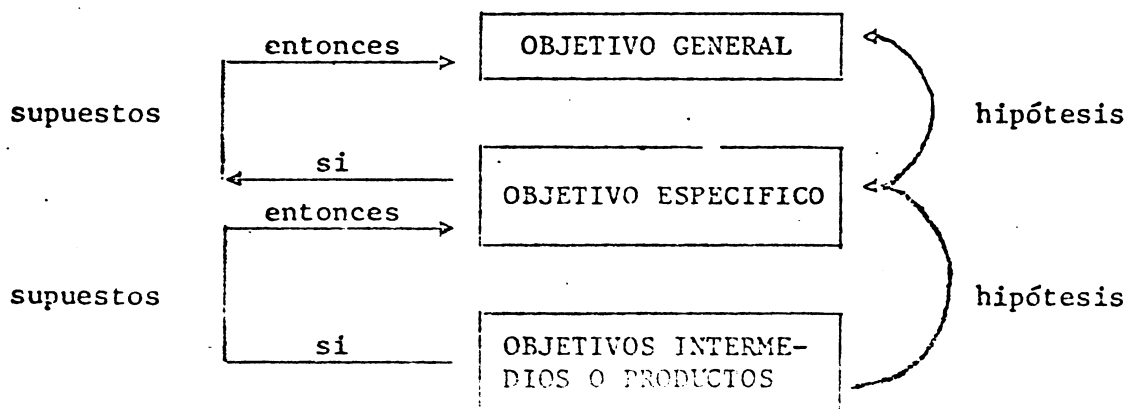 entonces
OBJETIVO GENERAL
supuestos
hipótesis
si
OBJETIVO ESPECIFICO
entonces
supuestos
hipótesis
si
OBJETIVOS INTERME-
DIOS O PRODUCTOS